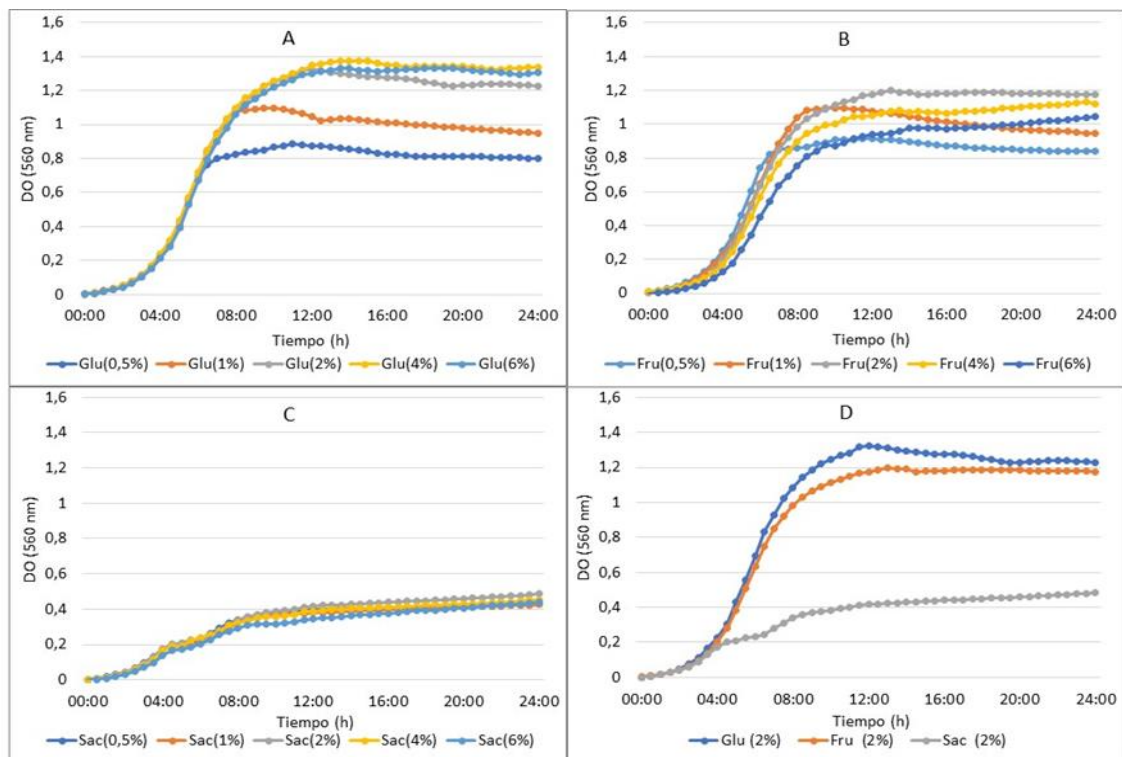 A
1,6
1,4
1,2
1
0,8
0,6
0,4
0,2
0
DO (560 nm)
00:00 04:00 08:00 12:00 16:00 20:00 24:00
Tiempo (h)
Glu(0,5%) Glu(1%) Glu(2%) Glu(4%) Glu(6%)
B
1,6
1,4
1,2
1
0,8
0,6
0,4
0,2
0
DO (560 nm)
00:00 04:00 08:00 12:00 16:00 20:00 24:00
Tiempo (h)
Fru(0,5%) Fru(1%) Fru(2%) Fru(4%) Fru(6%)
C
1,6
1,4
1,2
1
0,8
0,6
0,4
0,2
0
DO (560 nm)
00:00 04:00 08:00 12:00 16:00 20:00 24:00
Tiempo (h)
Sac(0,5%) Sac(1%) Sac(2%) Sac(4%) Sac(6%)
D
1,6
1,4
1,2
1
0,8
0,6
0,4
0,2
0
DO (560 nm)
00:00 04:00 08:00 12:00 16:00 20:00 24:00
Tiempo (h)
Glu (2%) Fru (2%) Sac (2%)